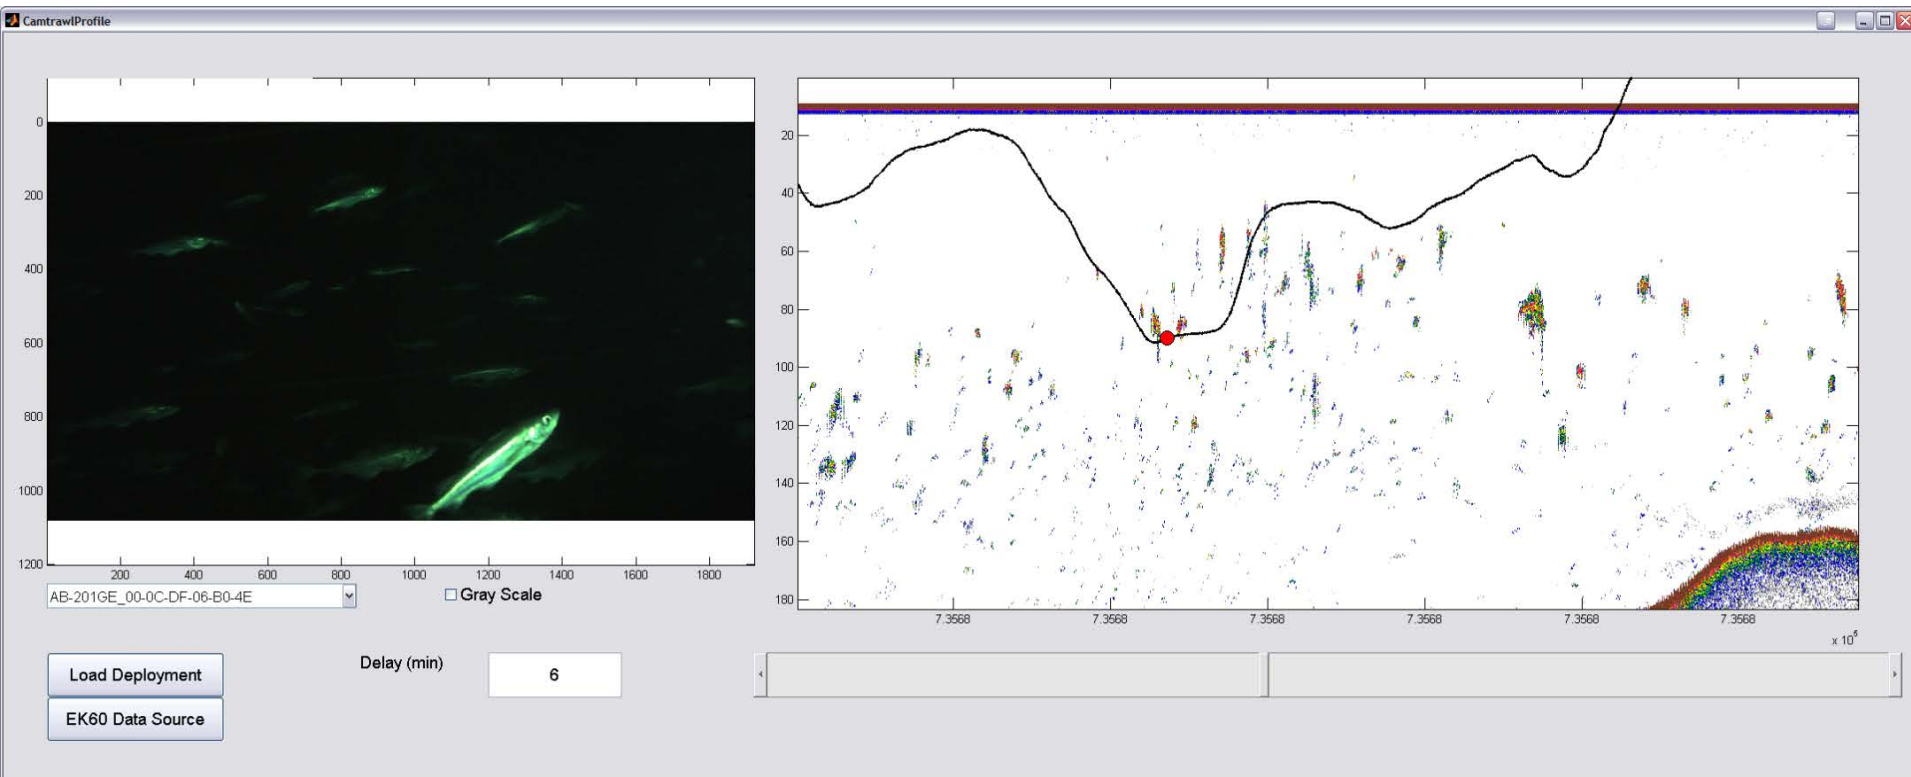 CamtrawlProfile
0
200
400
600
800
1000
1200
200 400 600 800 1000 1200 1400 1600 1800
20
40
60
80
100
120
140
160
180
7.3568 7.3568 7.3568 7.3568 7.3568 7.3568
x 10⁵
AB-201GE_00-0C-DF-06-B0-4E
Gray Scale
Load Deployment
Delay (min)
6
EK60 Data Source